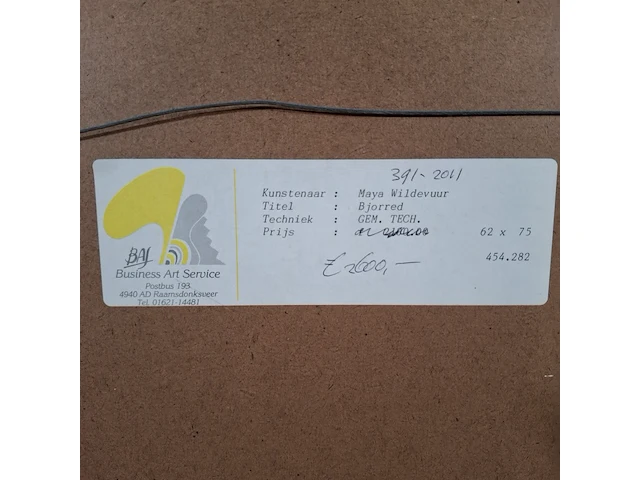 391-2011
Kunstenaar : Maya Wildevuur
Titel : Bjorred
Techniek : GEM. TECH.
Prijs : 62 x 75
454.282
2600,-
BAS
Business Art Service
Postbus 193
4940 AD Raamsdonksveer
Tel. 01621-14481